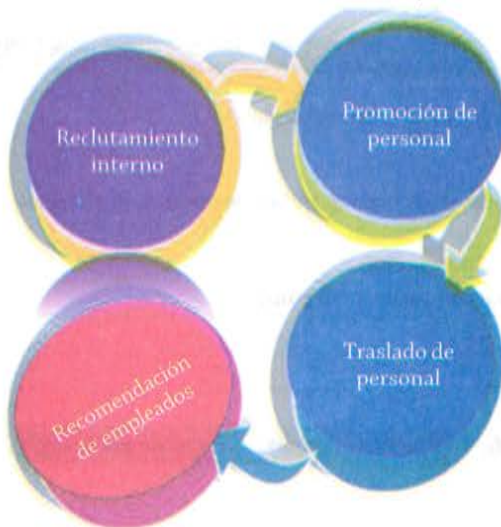 Reclutamiento
interno
Promoción de
personal
Traslado de
personal
Recomendación
de empleados